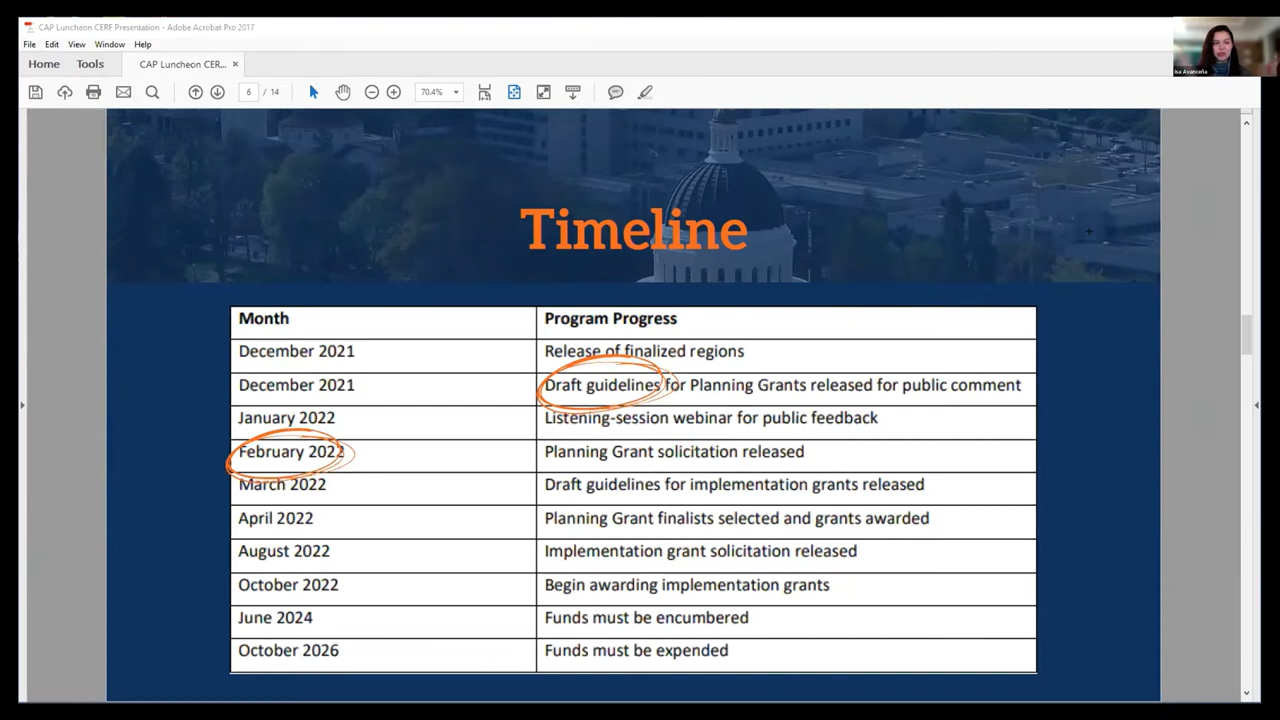 CAP Luncheon CERF Presentation - Adobe Acrobat Pro 2017
File Edit View Window Help
Home Tools CAP Luncheon CER... ×
6 / 14 70.4%
Isa Avanceña
Timeline
Month Program Progress
December 2021 Release of finalized regions
December 2021 Draft guidelines for Planning Grants released for public comment
January 2022 Listening-session webinar for public feedback
February 2022 Planning Grant solicitation released
March 2022 Draft guidelines for implementation grants released
April 2022 Planning Grant finalists selected and grants awarded
August 2022 Implementation grant solicitation released
October 2022 Begin awarding implementation grants
June 2024 Funds must be encumbered
October 2026 Funds must be expended